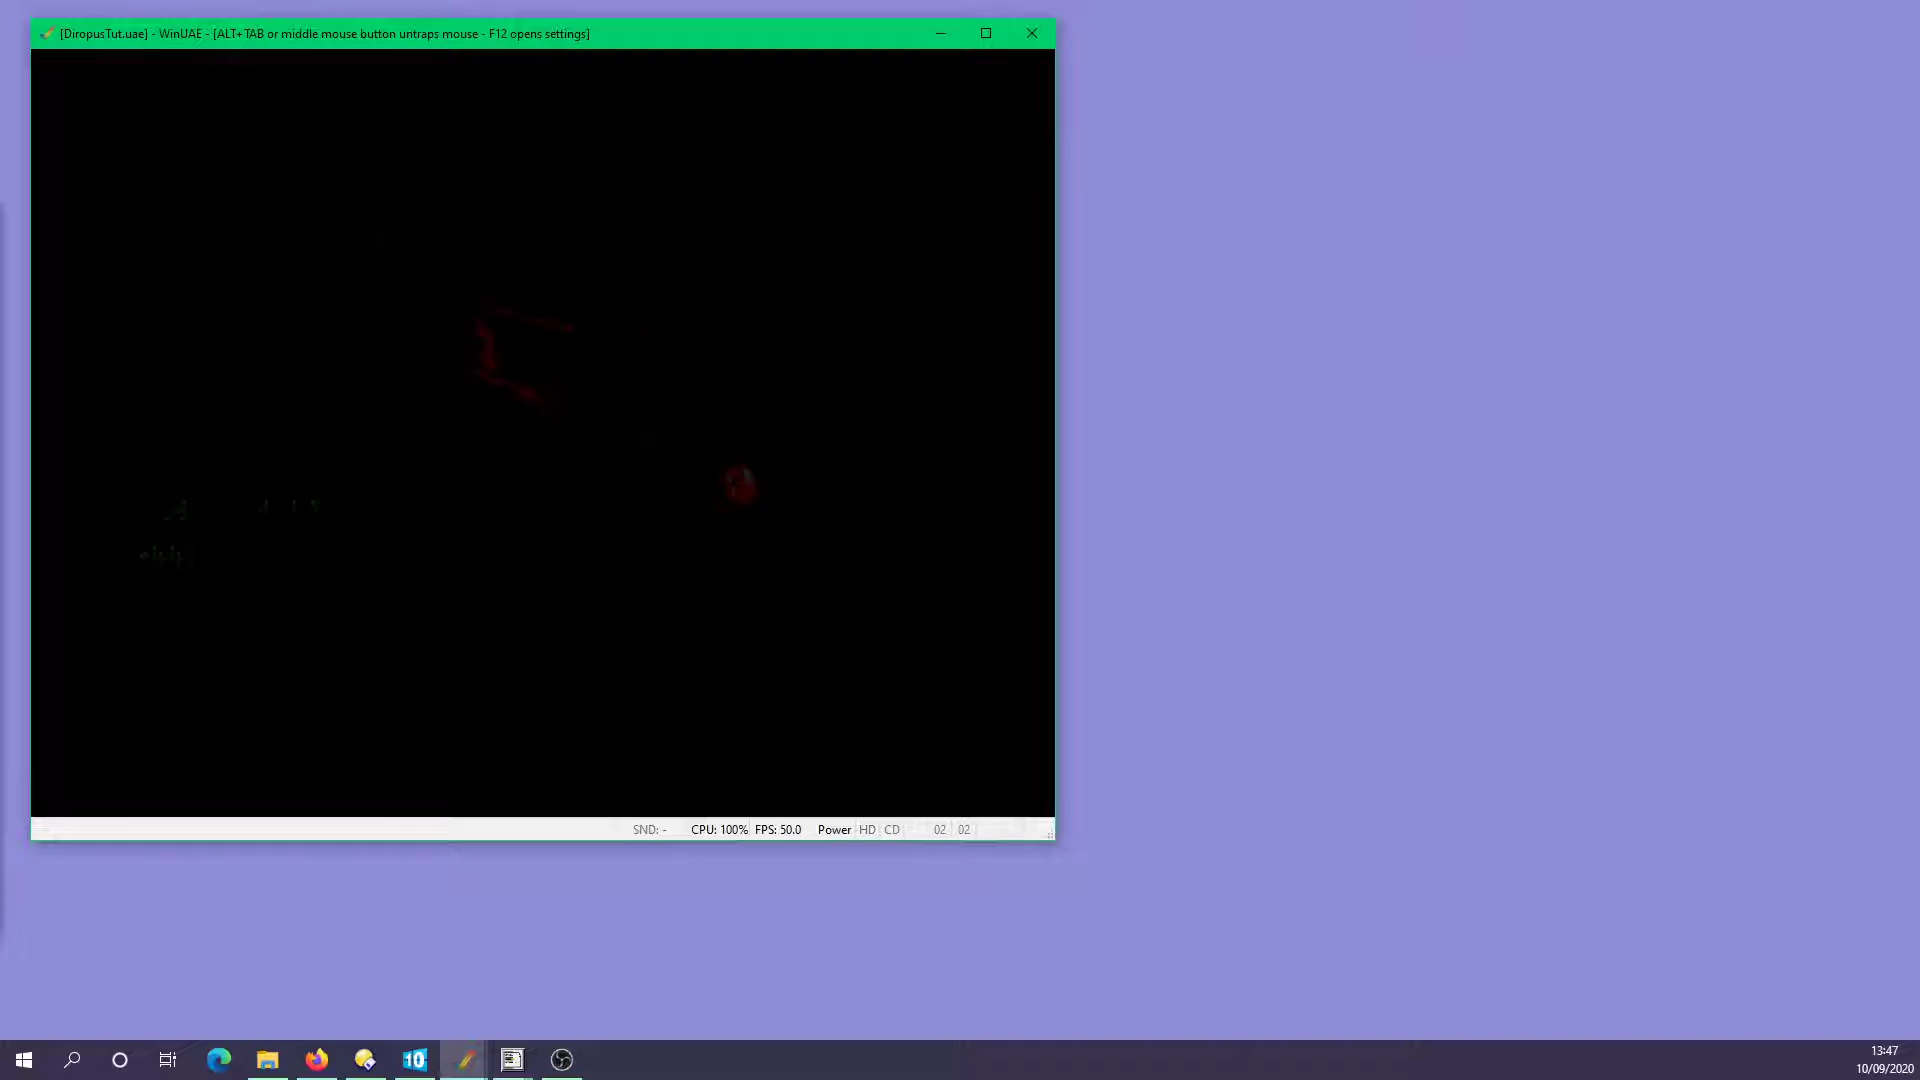 [DiropusTut.uae] - WinUAE - [ALT+TAB or middle mouse button untraps mouse - F12 opens settings]
SND: - CPU: 100% FPS: 50.0 Power HD CD 02 02
10
13:47
10/09/2020